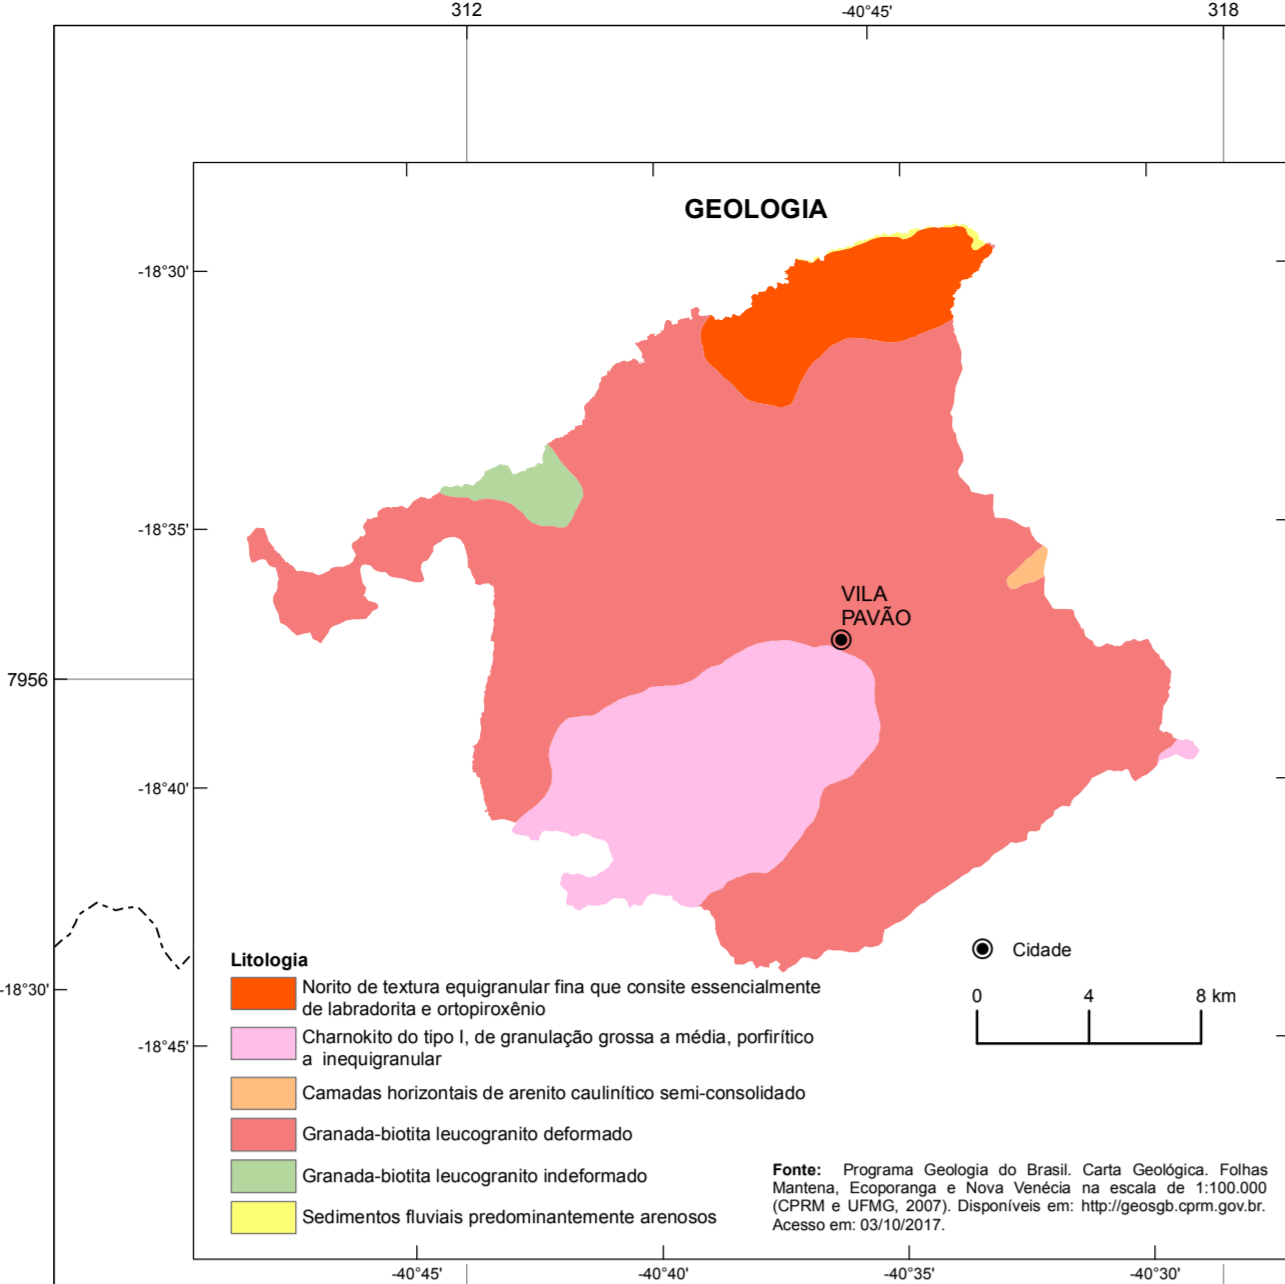 312
-40°45'
318
GEOLOGIA
-18°30'
-18°35'
VILA
PAVÃO
7956
-18°40'
Litologia
Cidade
Norito de textura equigranular fina que consite essencialmente
de labradorita e ortopiroxênio
-18°30'
0 4 8 km
Charnokito do tipo I, de granulação grossa a média, porfirítico
a inequigranular
-18°45'
Camadas horizontais de arenito caulinítico semi-consolidado
Granada-biotita leucogranito deformado
Granada-biotita leucogranito indeformado
Sedimentos fluviais predominantemente arenosos
Fonte: Programa Geologia do Brasil. Carta Geológica. Folhas
Mantena, Ecoporanga e Nova Venécia na escala de 1:100.000
(CPRM e UFMG, 2007). Disponíveis em: http://geosgb.cprm.gov.br.
Acesso em: 03/10/2017.
-40°45'
-40°40'
-40°35'
-40°30'